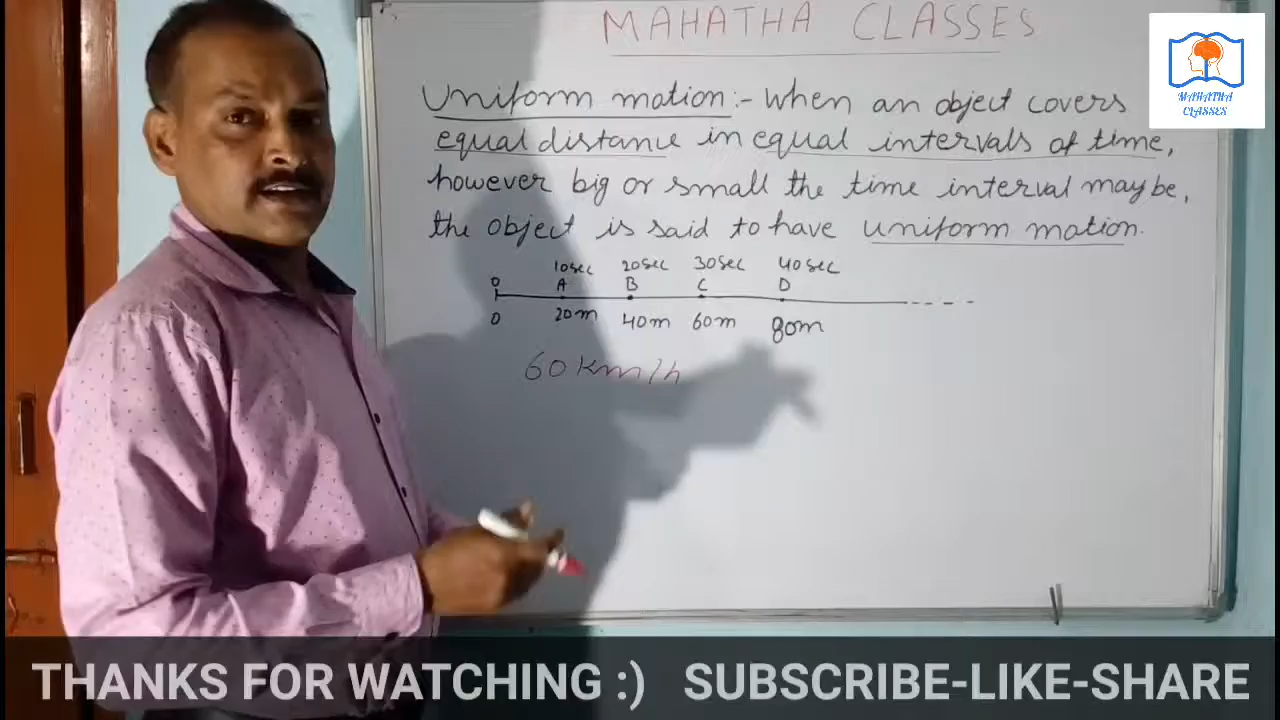 MAHATHA CLASSES
MAHATHA
CLASSES
Uniform motion:- When an object covers
equal distance in equal intervals of time,
however big or small the time interval may be,
the object is said to have uniform motion.
10sec 20sec 30sec 40sec
O A B C D
0 20m 40m 60m 80m
60 km/h
THANKS FOR WATCHING :) SUBSCRIBE-LIKE-SHARE